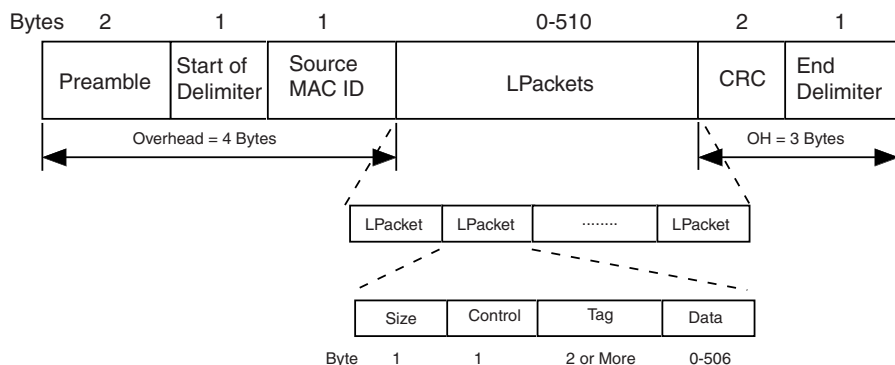 Bytes 2 1 1 0-510 2 1
Preamble
Start of
Delimiter
Source
MAC ID
LPackets
CRC
End
Delimiter
Overhead = 4 Bytes
OH = 3 Bytes
LPacket LPacket ........ LPacket
Size Control Tag Data
Byte 1 1 2 or More 0-506